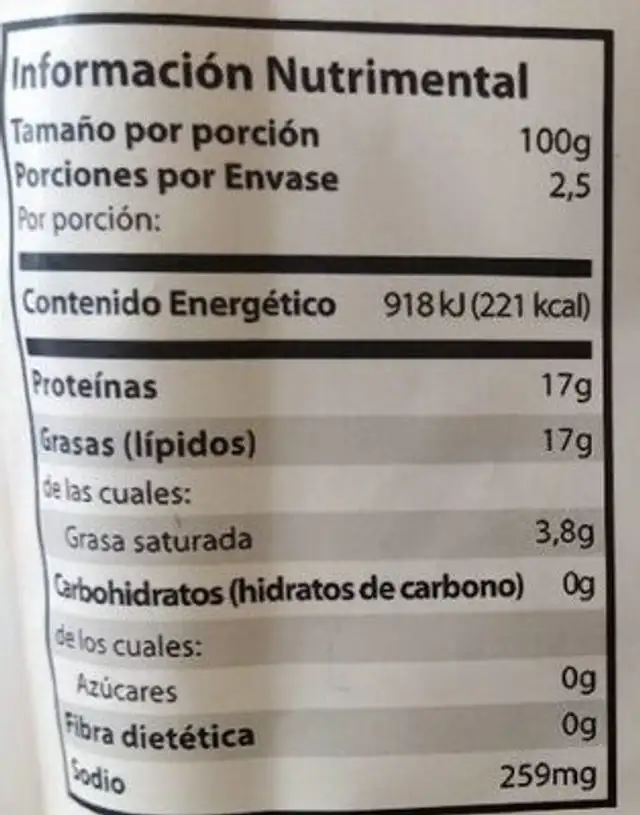 Información Nutrimental
Tamaño por porción 100g
Porciones por Envase 2,5
Por porción:
Contenido Energético 918 kJ (221 kcal)
Proteínas 17g
Grasas (lípidos) 17g
de las cuales:
Grasa saturada 3,8g
Carbohidratos (hidratos de carbono) 0g
de los cuales:
Azúcares 0g
Fibra dietética 0g
Sodio 259mg